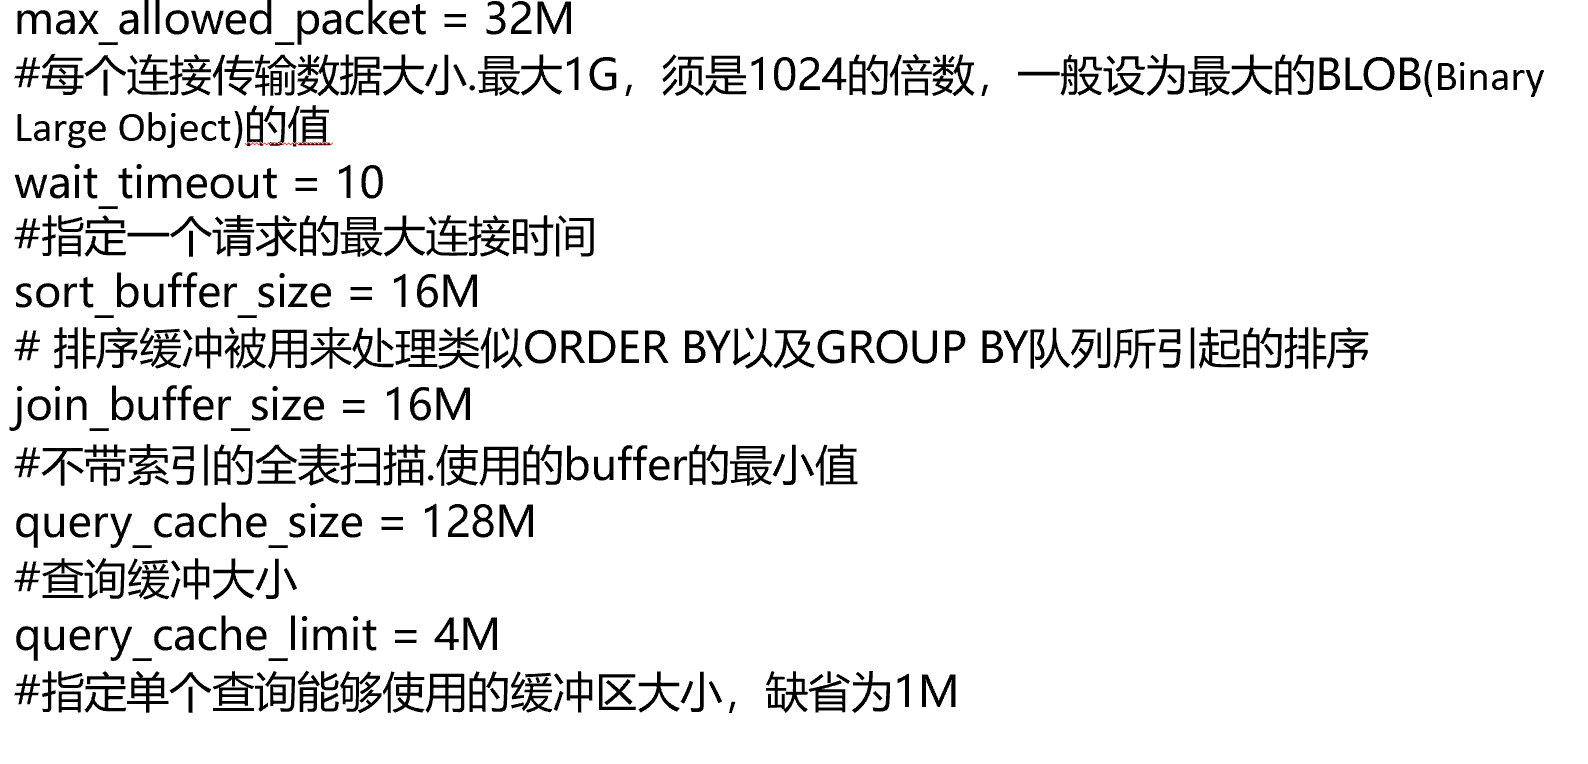 max_allowed_packet = 32M
#每个连接传输数据大小.最大1G，须是1024的倍数，一般设为最大的BLOB(Binary
Large Object)的值
wait_timeout = 10
#指定一个请求的最大连接时间
sort_buffer_size = 16M
# 排序缓冲被用来处理类似ORDER BY以及GROUP BY队列所引起的排序
join_buffer_size = 16M
#不带索引的全表扫描.使用的buffer的最小值
query_cache_size = 128M
#查询缓冲大小
query_cache_limit = 4M
#指定单个查询能够使用的缓冲区大小，缺省为1M